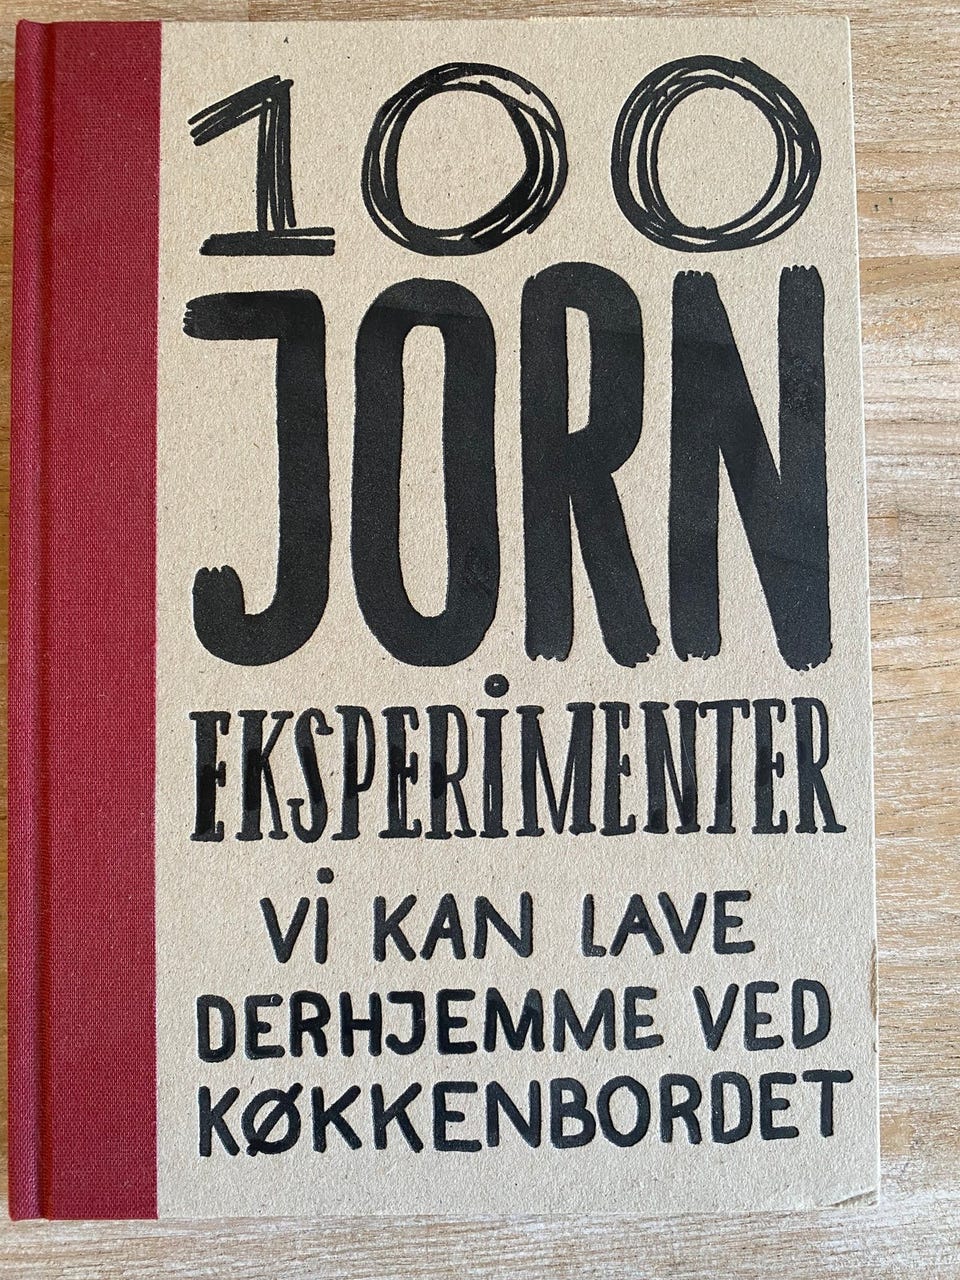 100
JORN
EKSPERIMENTER
Vi KAN LAVE
DERHJEMME VED
KØKKENBORDET